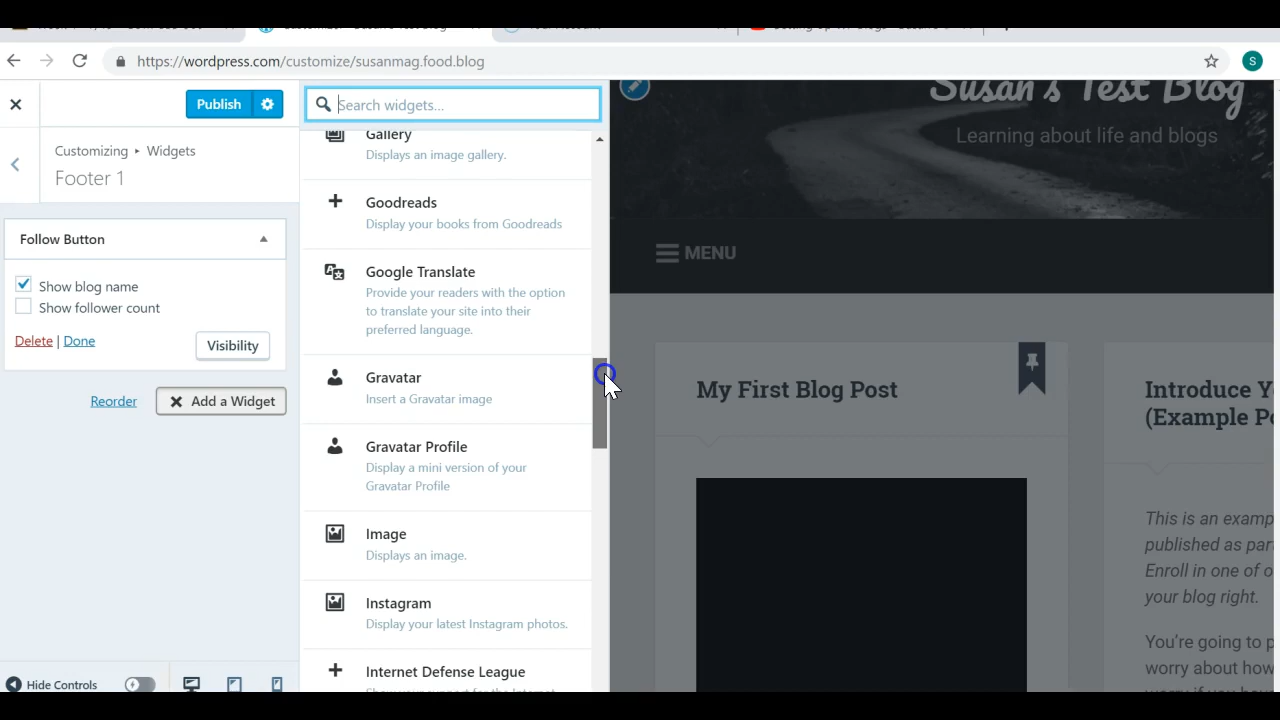 https://wordpress.com/customize/susanmag.food.blog
S
Publish
Customizing ▸ Widgets
Footer 1
Follow Button
Show blog name
Show follower count
Delete | Done
Visibility
Reorder
Add a Widget
Hide Controls
Search widgets...
Gallery
Displays an image gallery.
Goodreads
Display your books from Goodreads
Google Translate
Provide your readers with the option
to translate your site into their
preferred language.
Gravatar
Insert a Gravatar image
Gravatar Profile
Display a mini version of your
Gravatar Profile
Image
Displays an image.
Instagram
Display your latest Instagram photos.
Internet Defense League
Susan's Test Blog
Learning about life and blogs
MENU
My First Blog Post
Introduce
(Example
This is an
published as
Enroll in one of
your blog right.
You're going to
worry about how